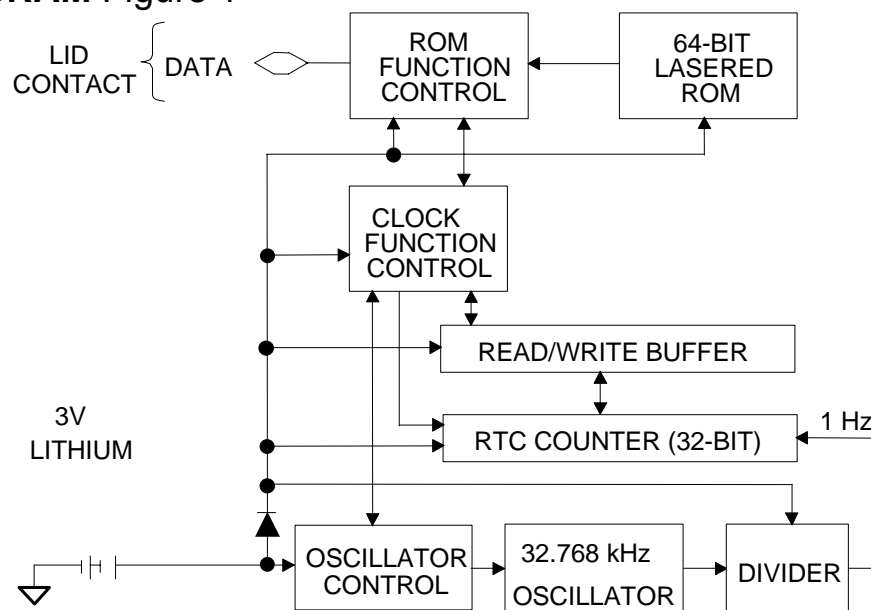 Figure 1
LID
CONTACT
DATA
ROM
FUNCTION
CONTROL
64-BIT
LASERED
ROM
CLOCK
FUNCTION
CONTROL
READ/WRITE BUFFER
3V
LITHIUM
RTC COUNTER (32-BIT)
1 Hz
OSCILLATOR
CONTROL
32.768 kHz
OSCILLATOR
DIVIDER